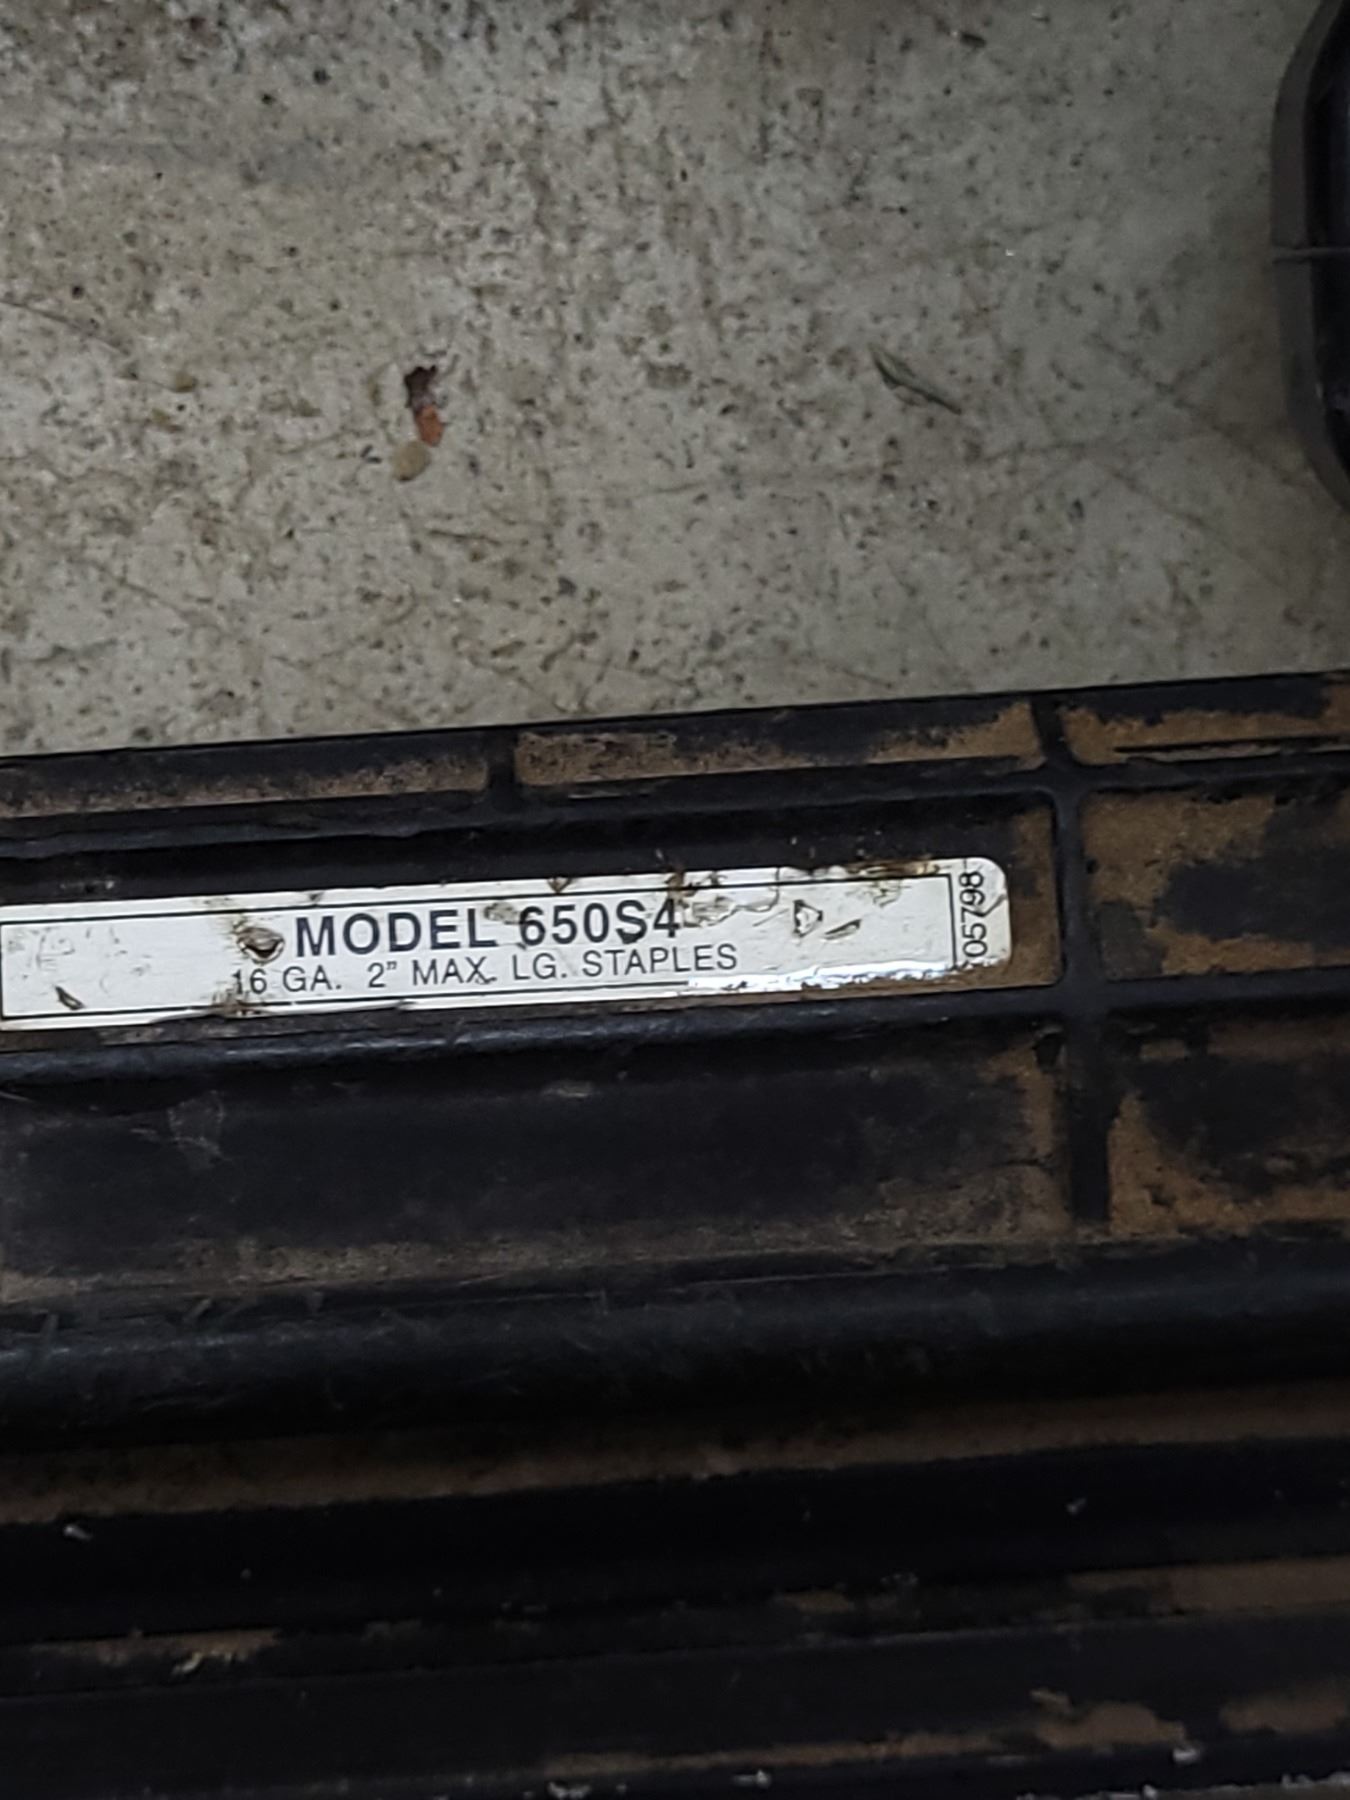 MODEL 650S4
16 GA. 2" MAX. LG. STAPLES
05798